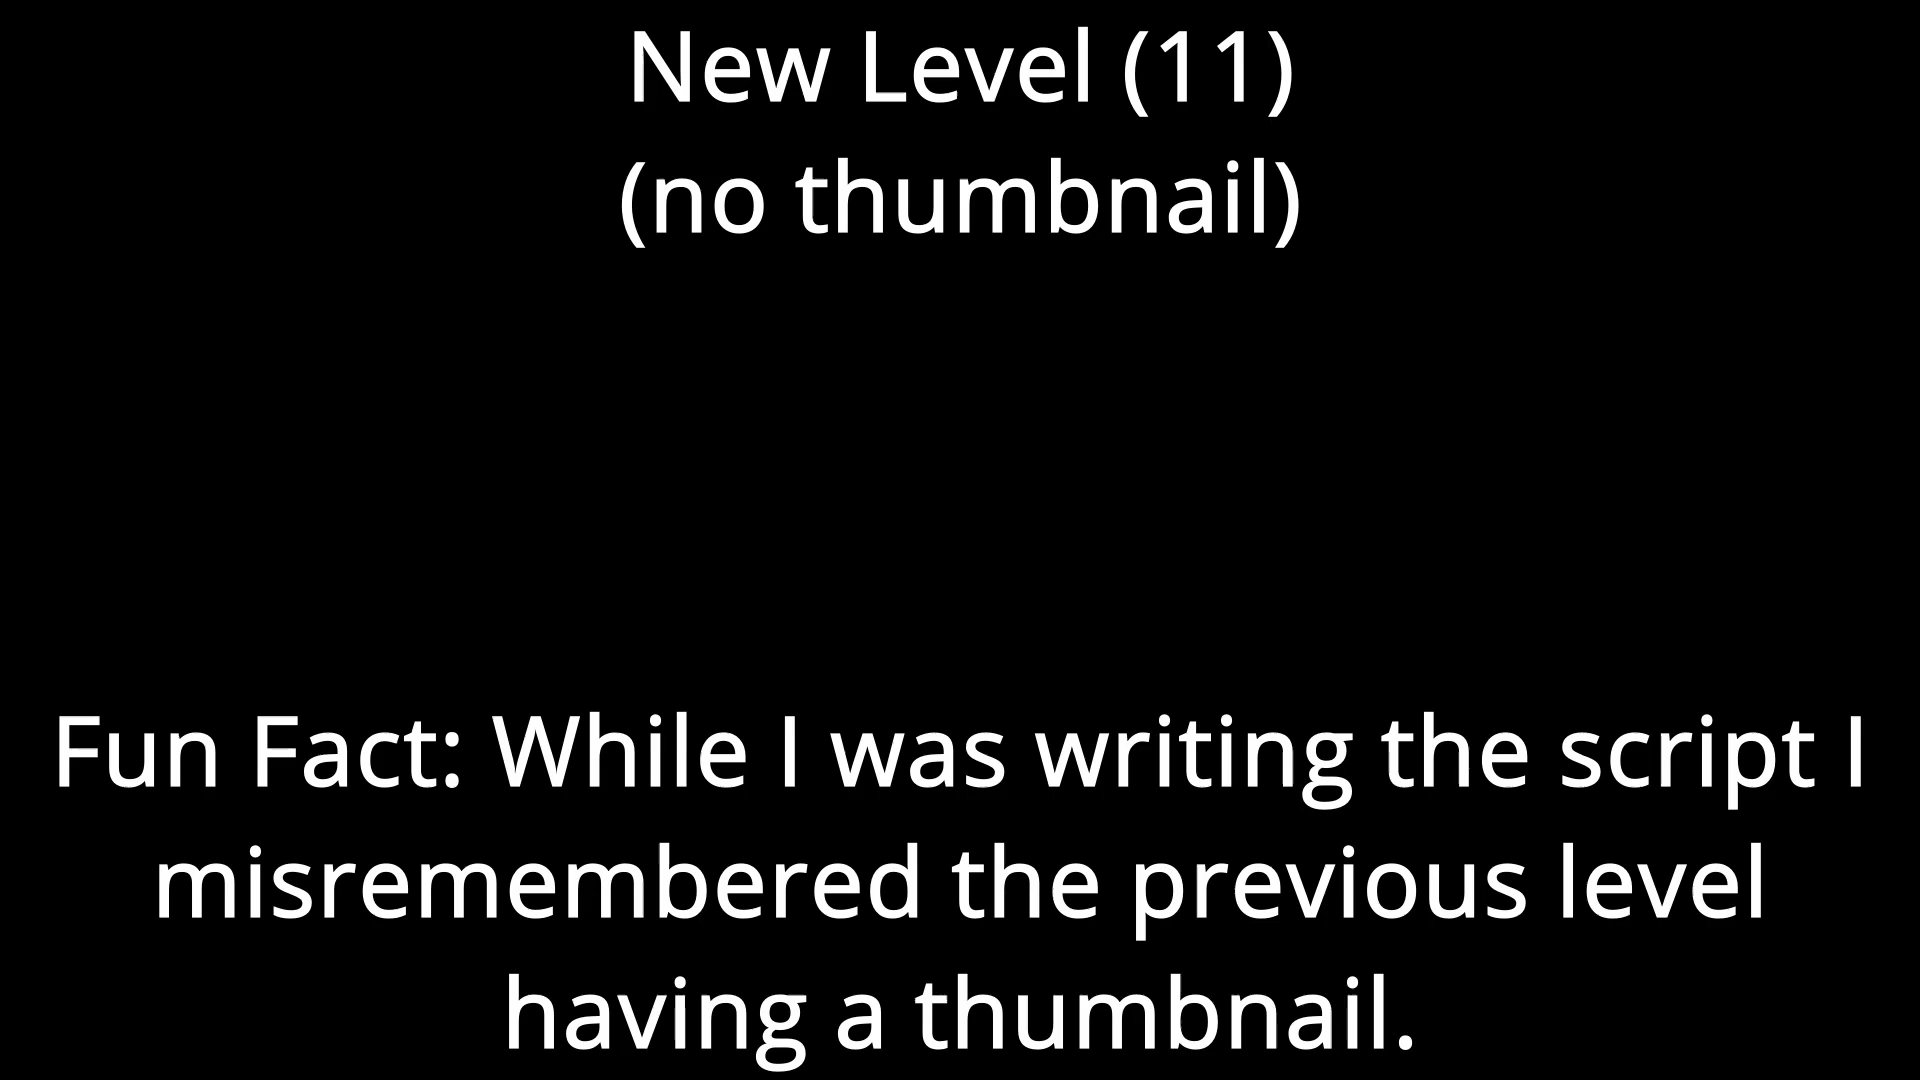 New Level (11)
(no thumbnail)
Fun Fact: While I was writing the script I
misremembered the previous level
having a thumbnail.